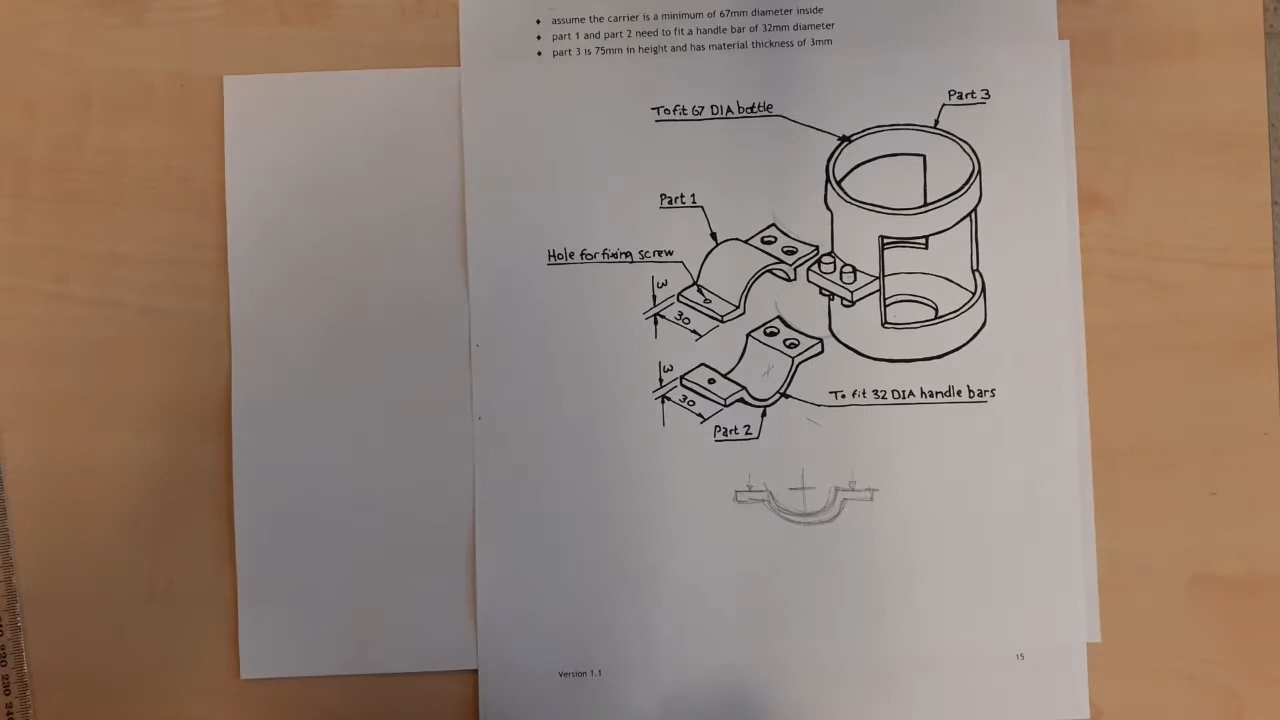 ♦ assume the carrier is a minimum of 67mm diameter inside
♦ part 1 and part 2 need to fit a handle bar of 32mm diameter
♦ part 3 is 75mm in height and has material thickness of 3mm
Part 3
To fit 67 DIA bottle
Part 1
Hole for fixing screw
3
30
3
30
To fit 32 DIA handle bars
Part 2
15
Version 1.1
220
230